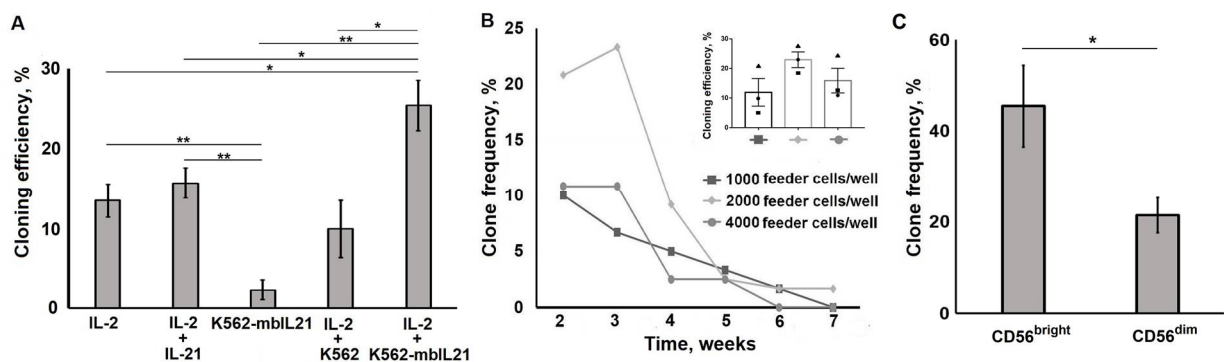 A
Cloning efficiency, %
30
20
10
0
*
**
*
*
**
**
IL-2
IL-2
+
IL-21
K562-mbIL21
IL-2
+
K562
IL-2
+
K562-mbIL21
B
Clone frequency, %
25
20
15
10
5
0
2 3 4 5 6 7
Time, weeks
Cloning efficiency, %
30
20
10
0
1000 feeder cells/well
2000 feeder cells/well
4000 feeder cells/well
C
Clone frequency, %
60
40
20
0
*
CD56bright
CD56dim